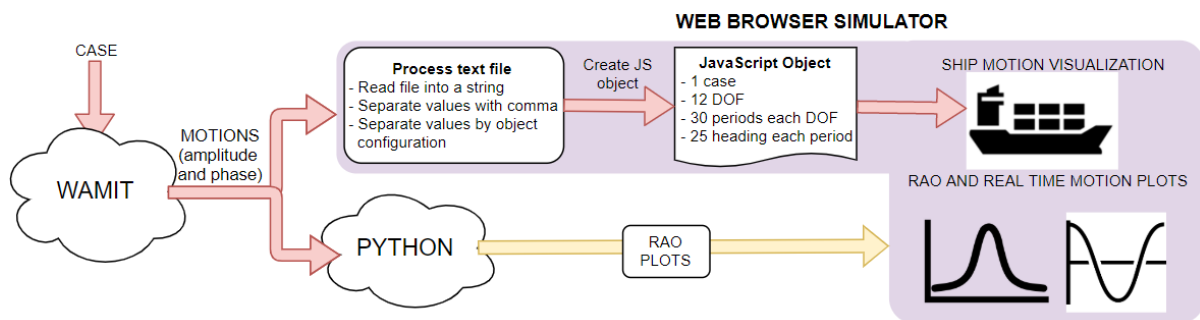 WEB BROWSER SIMULATOR
CASE
WAMIT
MOTIONS
(amplitude
and phase)
Process text file
- Read file into a string
- Separate values with comma
- Separate values by object
configuration
Create JS
object
JavaScript Object
- 1 case
- 12 DOF
- 30 periods each DOF
- 25 heading each period
SHIP MOTION VISUALIZATION
PYTHON
RAO
PLOTS
RAO AND REAL TIME MOTION PLOTS